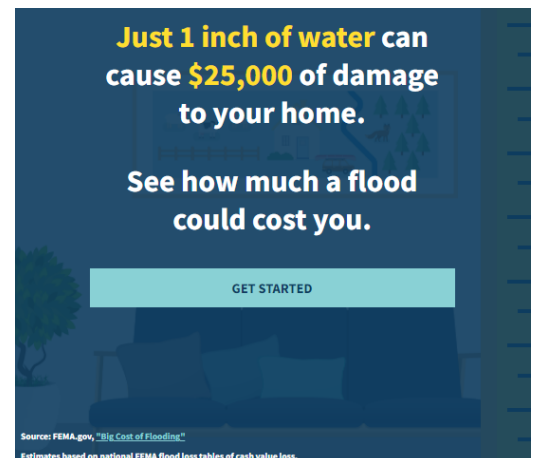 Just 1 inch of water can
cause $25,000 of damage
to your home.
See how much a flood
could cost you.
GET STARTED
Source: FEMA.gov, "Big Cost of Flooding"
Estimates based on national FEMA flood loss tables of cash value loss.